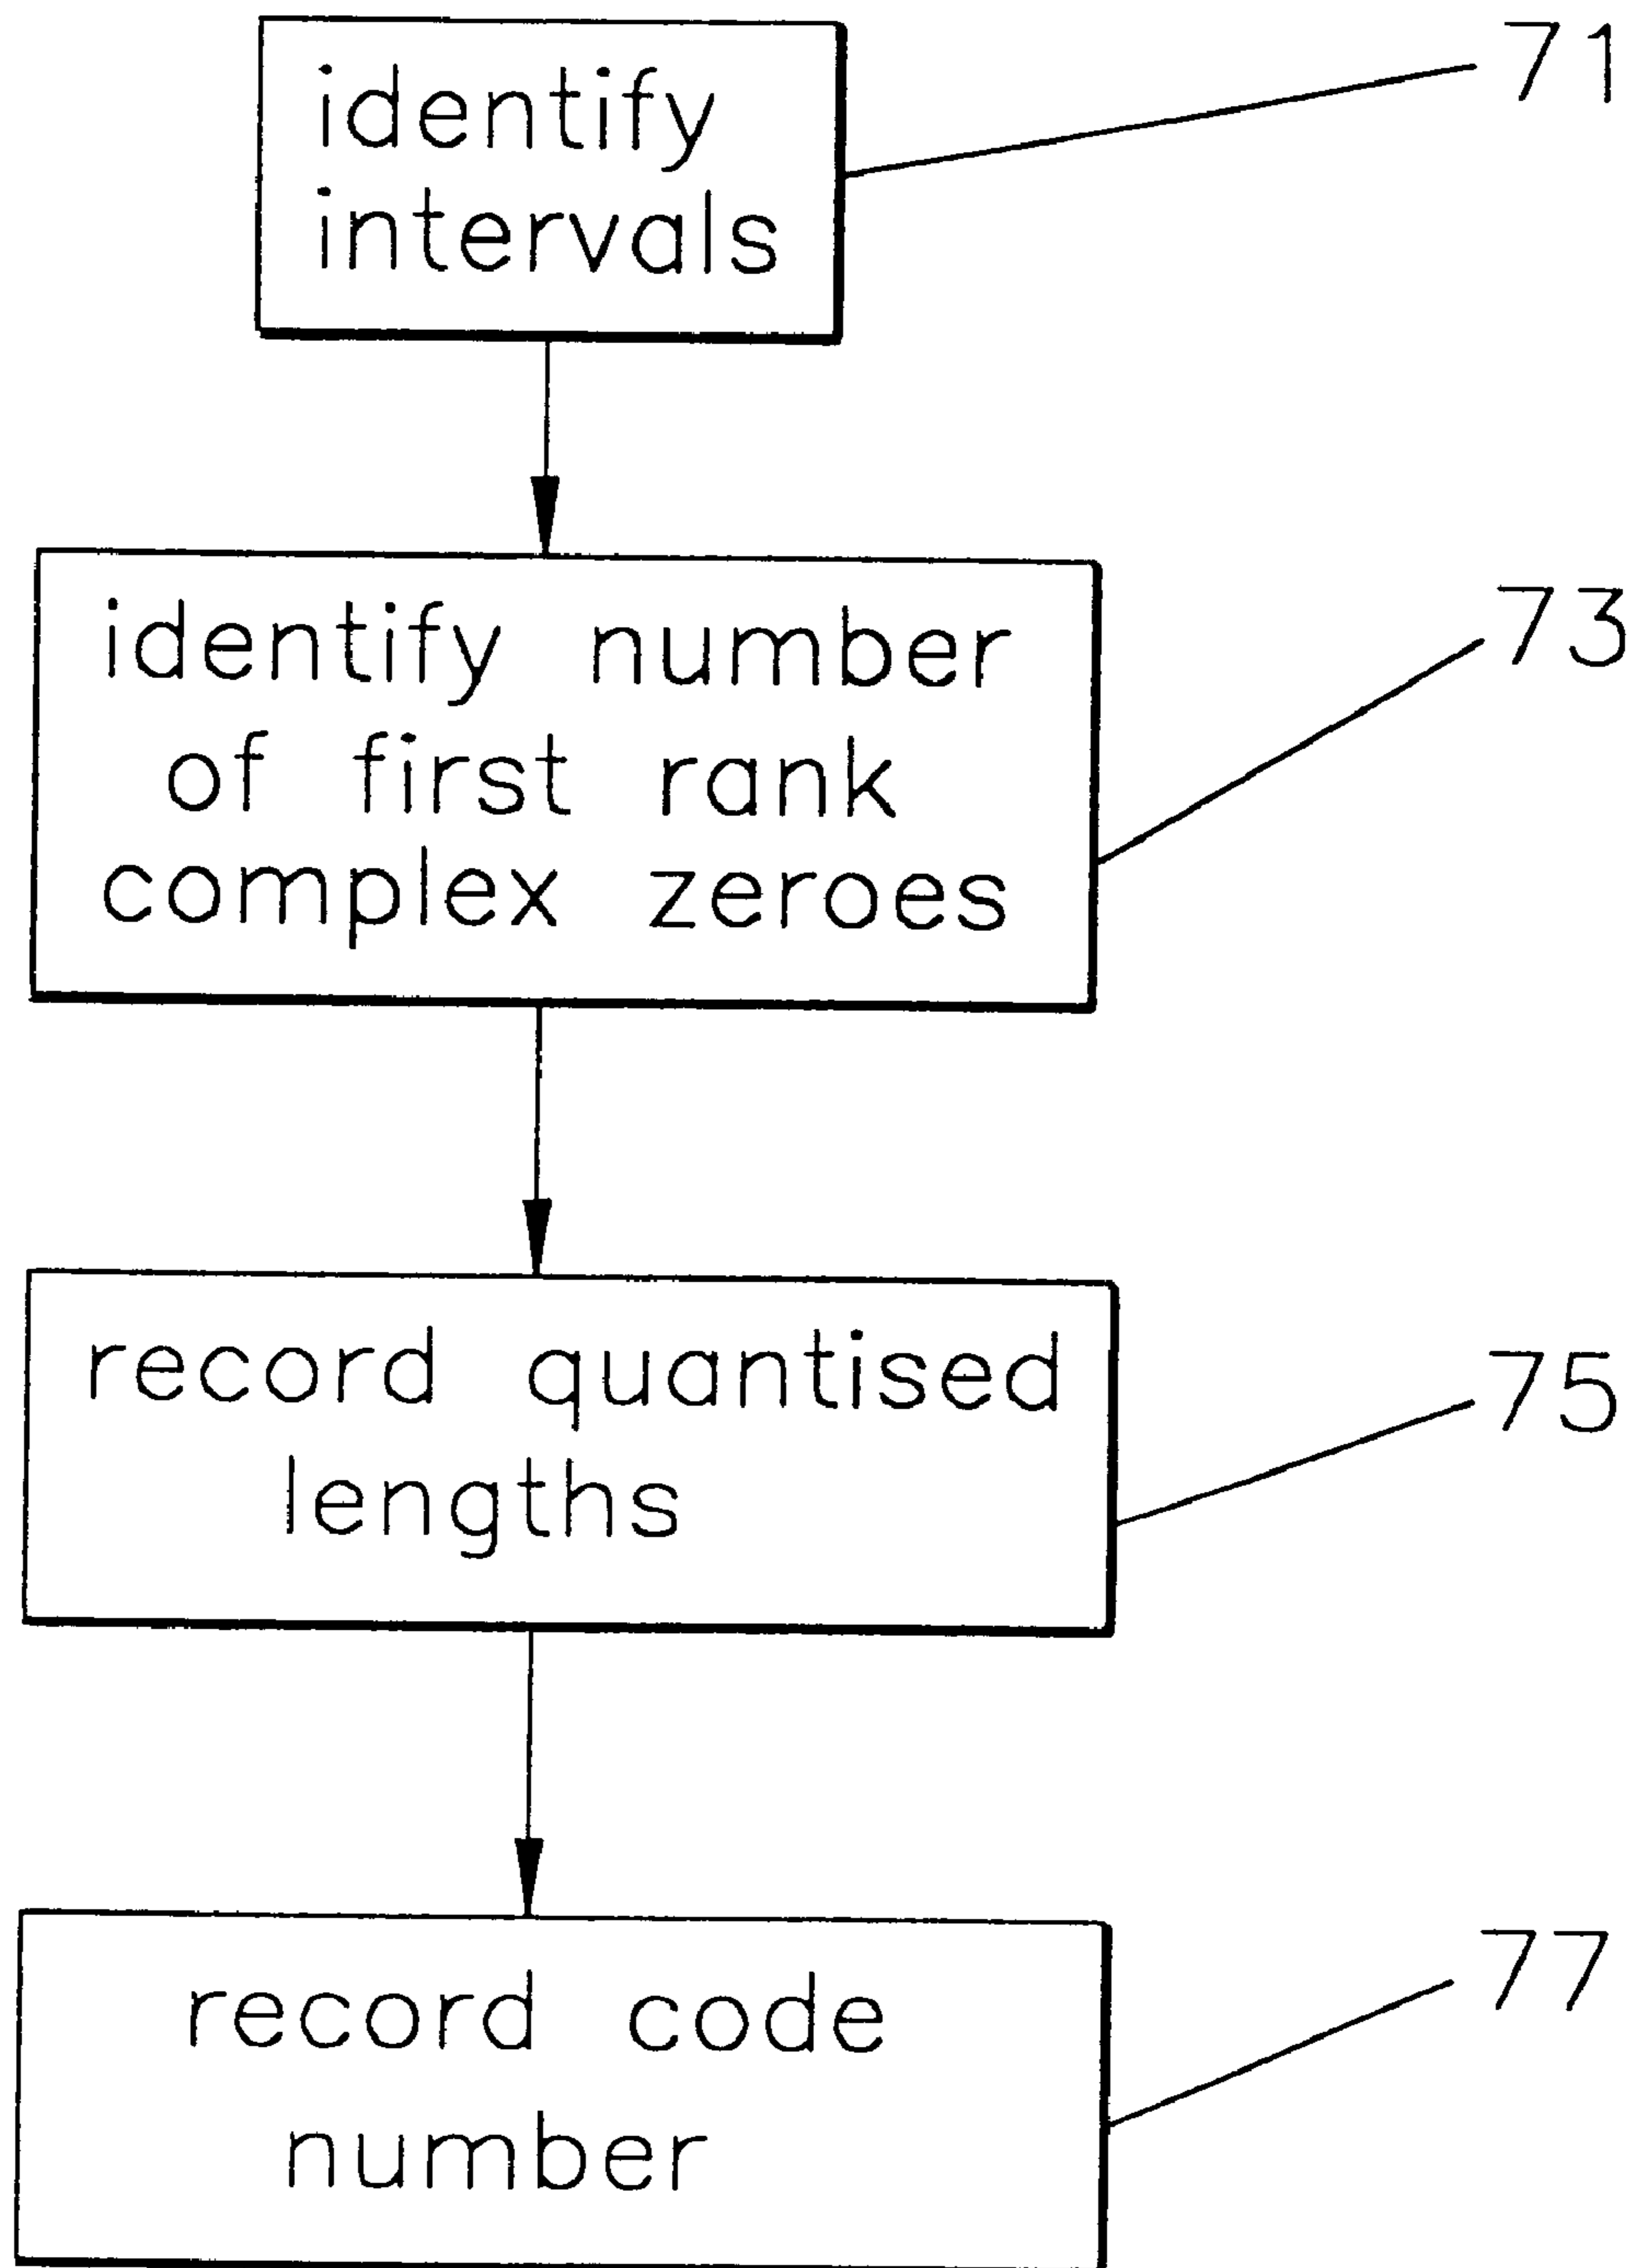 identify
intervals
71
identify number
of first rank
complex zeroes
73
record quantised
lengths
75
record code
number
77